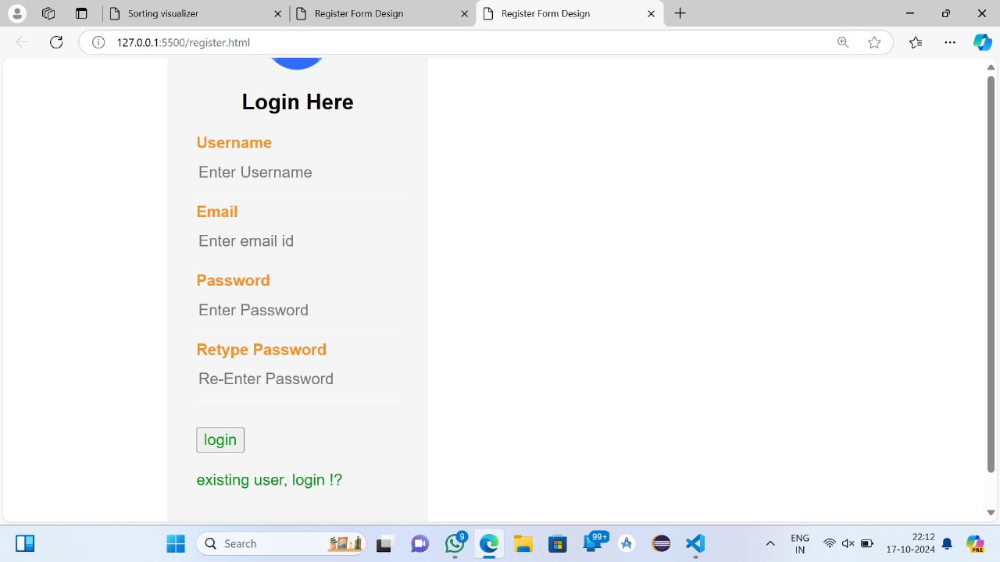 Sorting visualizer
Register Form Design
Register Form Design
127.0.0.1:5500/register.html
Login Here
Username
Enter Username
Email
Enter email id
Password
Enter Password
Retype Password
Re-Enter Password
login
existing user, login !?
Search
9
99+
ENG
IN
22:12
17-10-2024
PRE